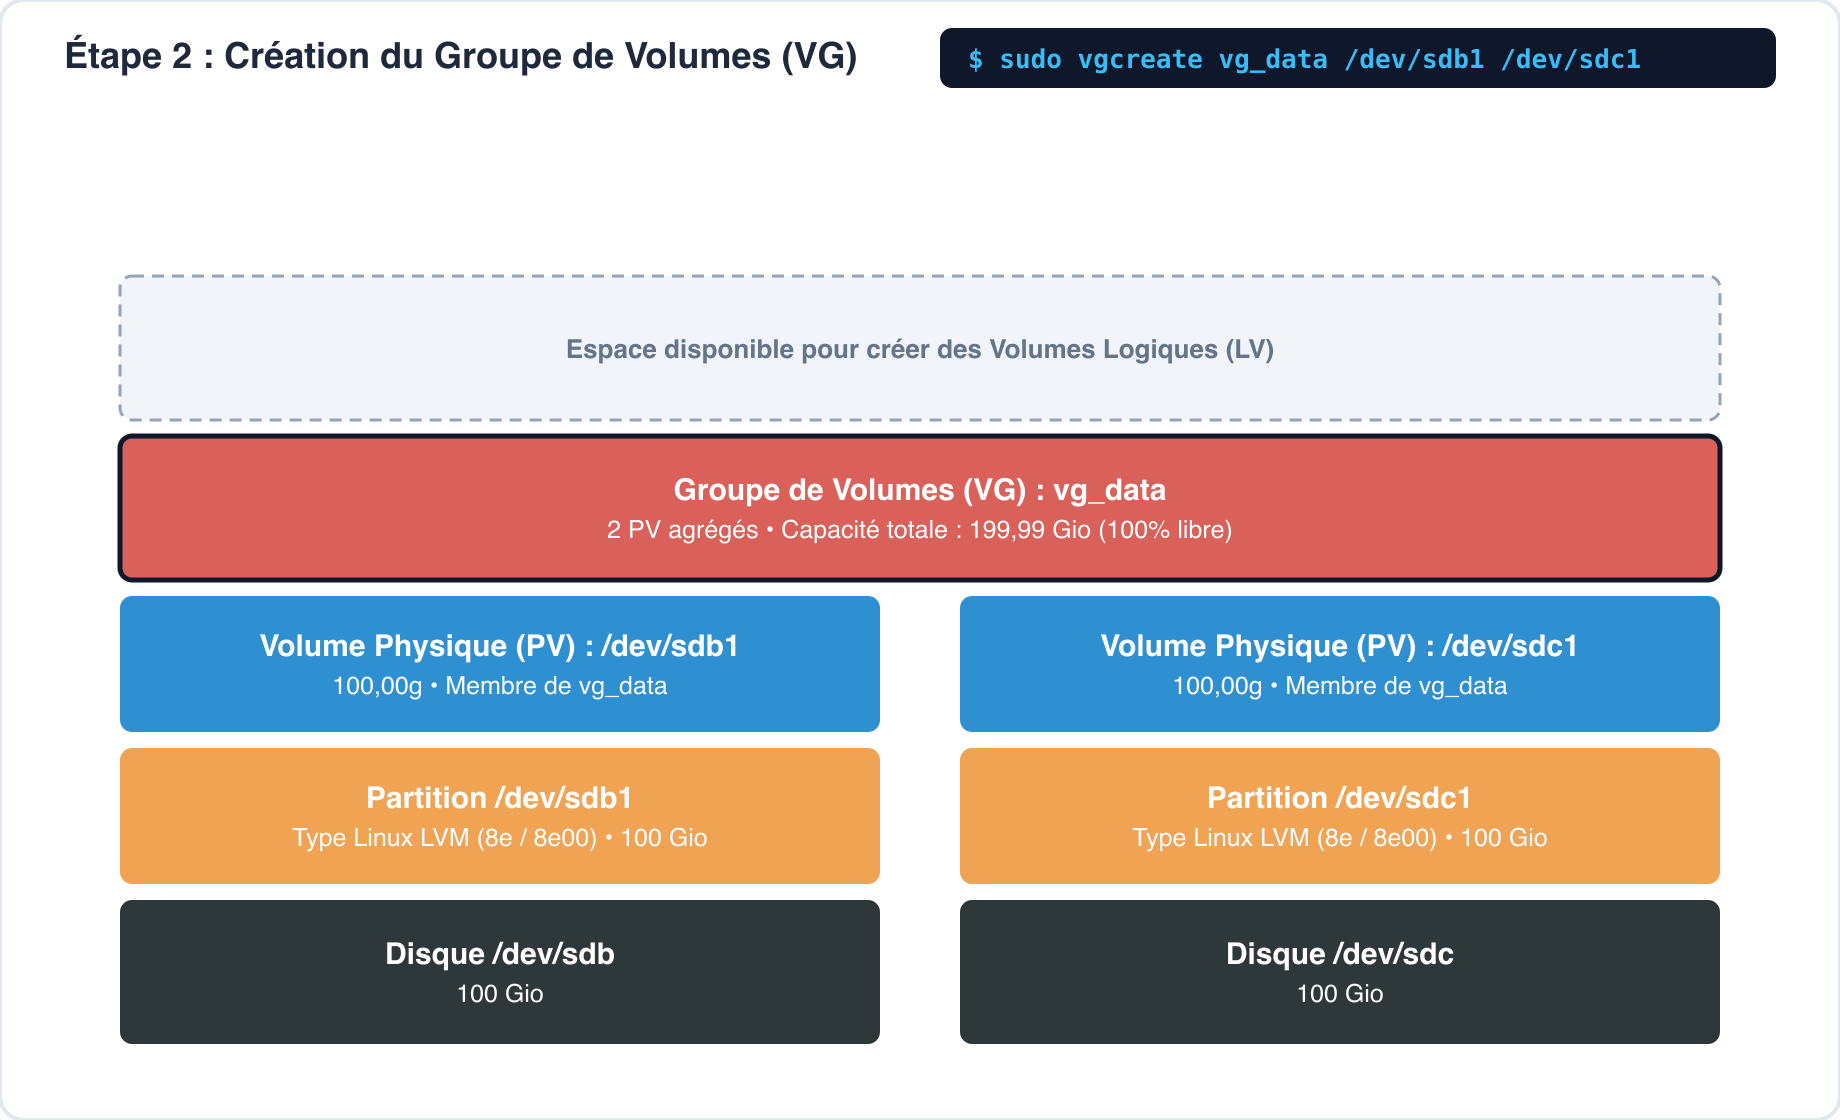 Étape 2 : Création du Groupe de Volumes (VG)
$ sudo vgcreate vg_data /dev/sdb1 /dev/sdc1
Espace disponible pour créer des Volumes Logiques (LV)
Groupe de Volumes (VG) : vg_data
2 PV agrégés • Capacité totale : 199,99 Gio (100% libre)
Volume Physique (PV) : /dev/sdb1
100,00g • Membre de vg_data
Volume Physique (PV) : /dev/sdc1
100,00g • Membre de vg_data
Partition /dev/sdb1
Type Linux LVM (8e / 8e00) • 100 Gio
Partition /dev/sdc1
Type Linux LVM (8e / 8e00) • 100 Gio
Disque /dev/sdb
100 Gio
Disque /dev/sdc
100 Gio